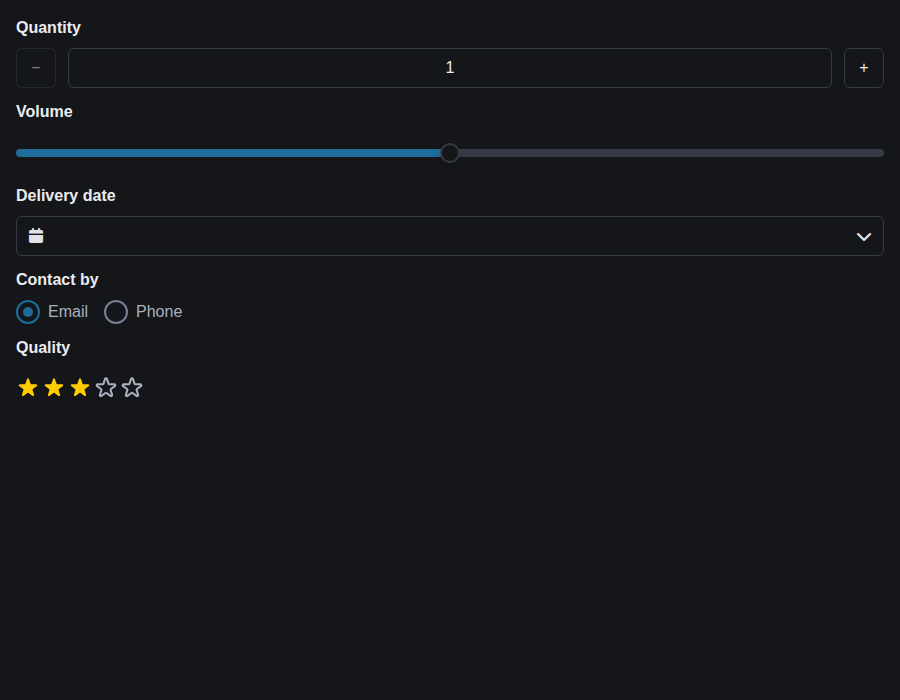 Quantity
− 1 +
Volume
Delivery date
Contact by
Email Phone
Quality